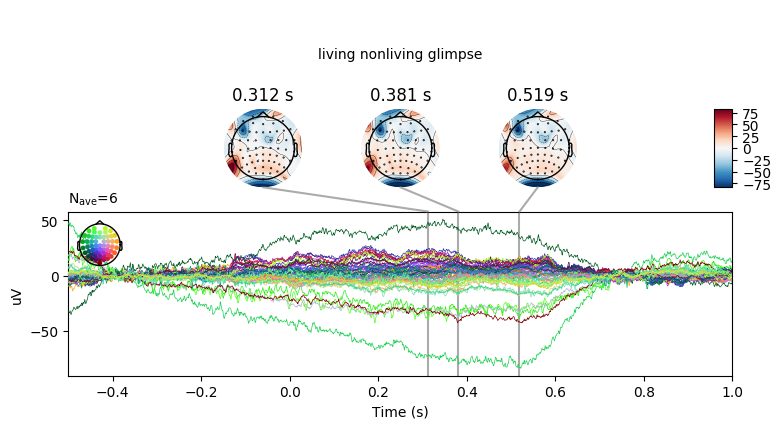 living nonliving glimpse
0.312 s 0.381 s 0.519 s
75
50
25
0
−25
−50
−75
Nave=6
50
0
−50
uV
−0.4 −0.2 0.0 0.2 0.4 0.6 0.8 1.0
Time (s)